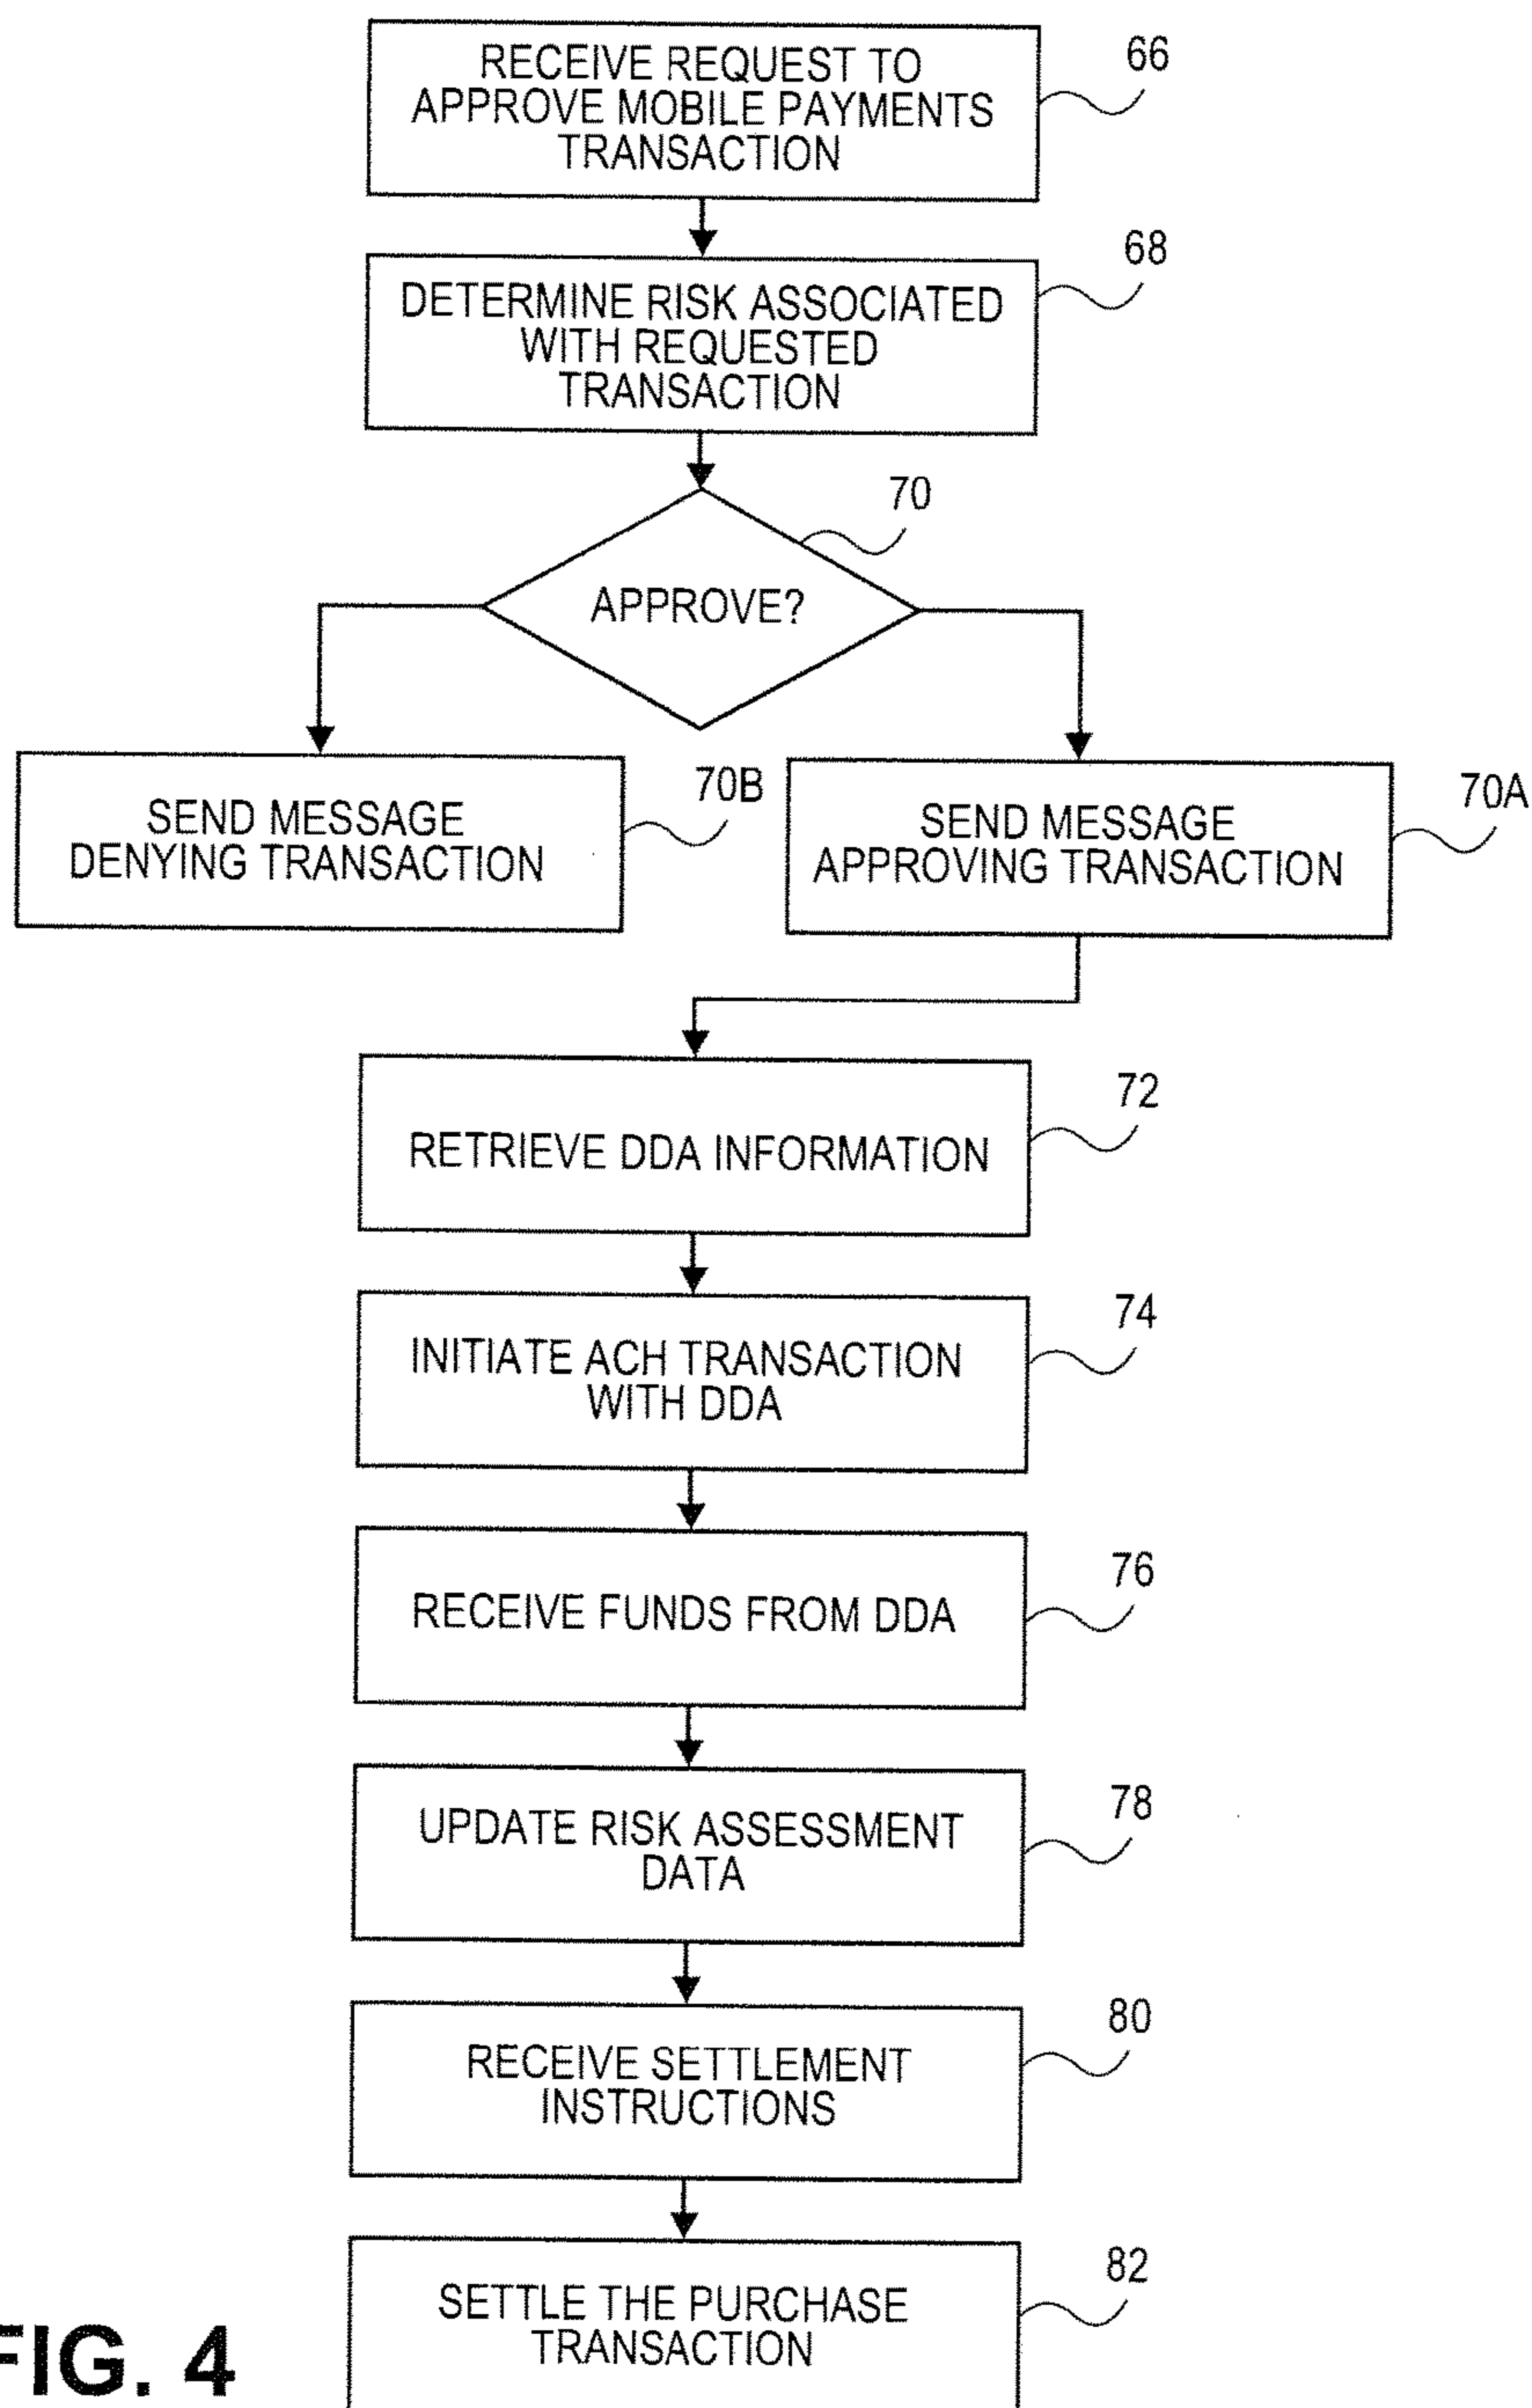 RECEIVE REQUEST TO
APPROVE MOBILE PAYMENTS
TRANSACTION
66
DETERMINE RISK ASSOCIATED
WITH REQUESTED
TRANSACTION
68
APPROVE?
70
SEND MESSAGE
DENYING TRANSACTION
70B
SEND MESSAGE
APPROVING TRANSACTION
70A
RETRIEVE DDA INFORMATION
72
INITIATE ACH TRANSACTION
WITH DDA
74
RECEIVE FUNDS FROM DDA
76
UPDATE RISK ASSESSMENT
DATA
78
RECEIVE SETTLEMENT
INSTRUCTIONS
80
SETTLE THE PURCHASE
TRANSACTION
82
FIG. 4